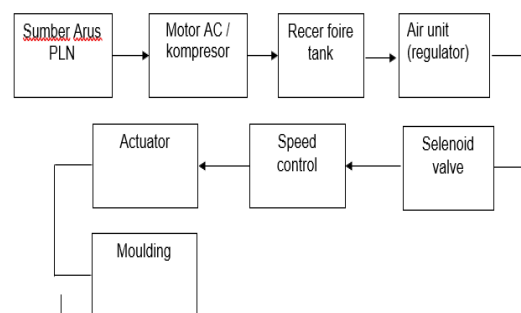 Sumber Arus
PLN
Motor AC /
kompresor
Recer foire
tank
Air unit
(regulator)
Actuator
Speed
control
Selenoid
valve
Moulding